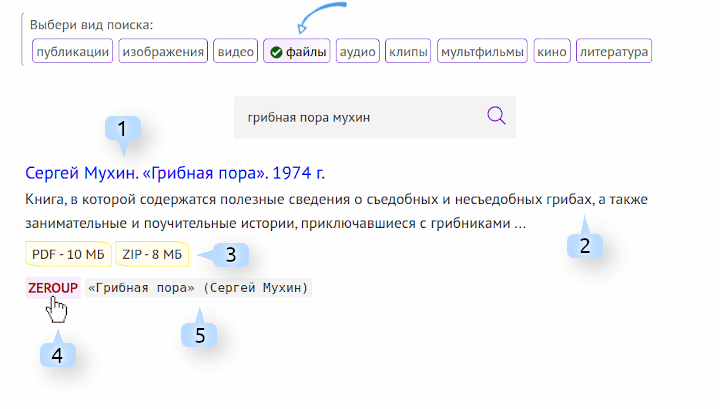 Выбери вид поиска:
публикации изображения видео файлы аудио клипы мультфильмы кино литература
грибная пора мухин
1
Сергей Мухин. «Грибная пора». 1974 г.
Книга, в которой содержатся полезные сведения о съедобных и несъедобных грибах, а также
занимательные и поучительные истории, приключавшиеся с грибниками ...
2
PDF - 10 МБ ZIP - 8 МБ 3
ZEROUP «Грибная пора» (Сергей Мухин)
4 5